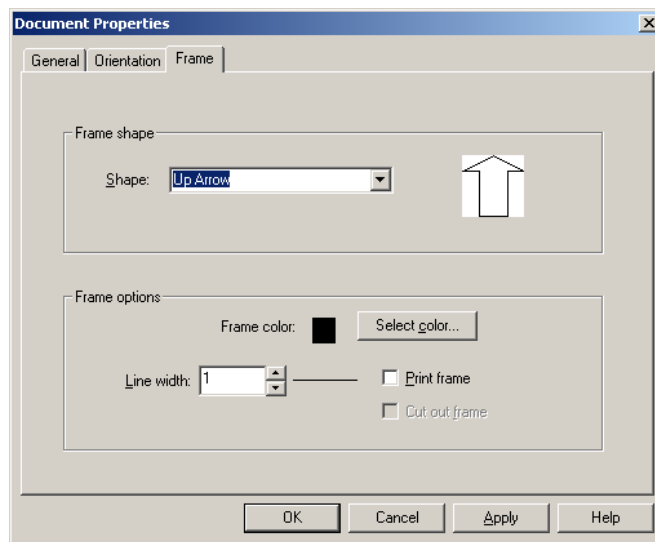 Document Properties
General Orientation Frame
Frame shape
Shape: Up Arrow
Frame options
Frame color: Select color...
Line width: 1 Print frame
Cut out frame
OK Cancel Apply Help